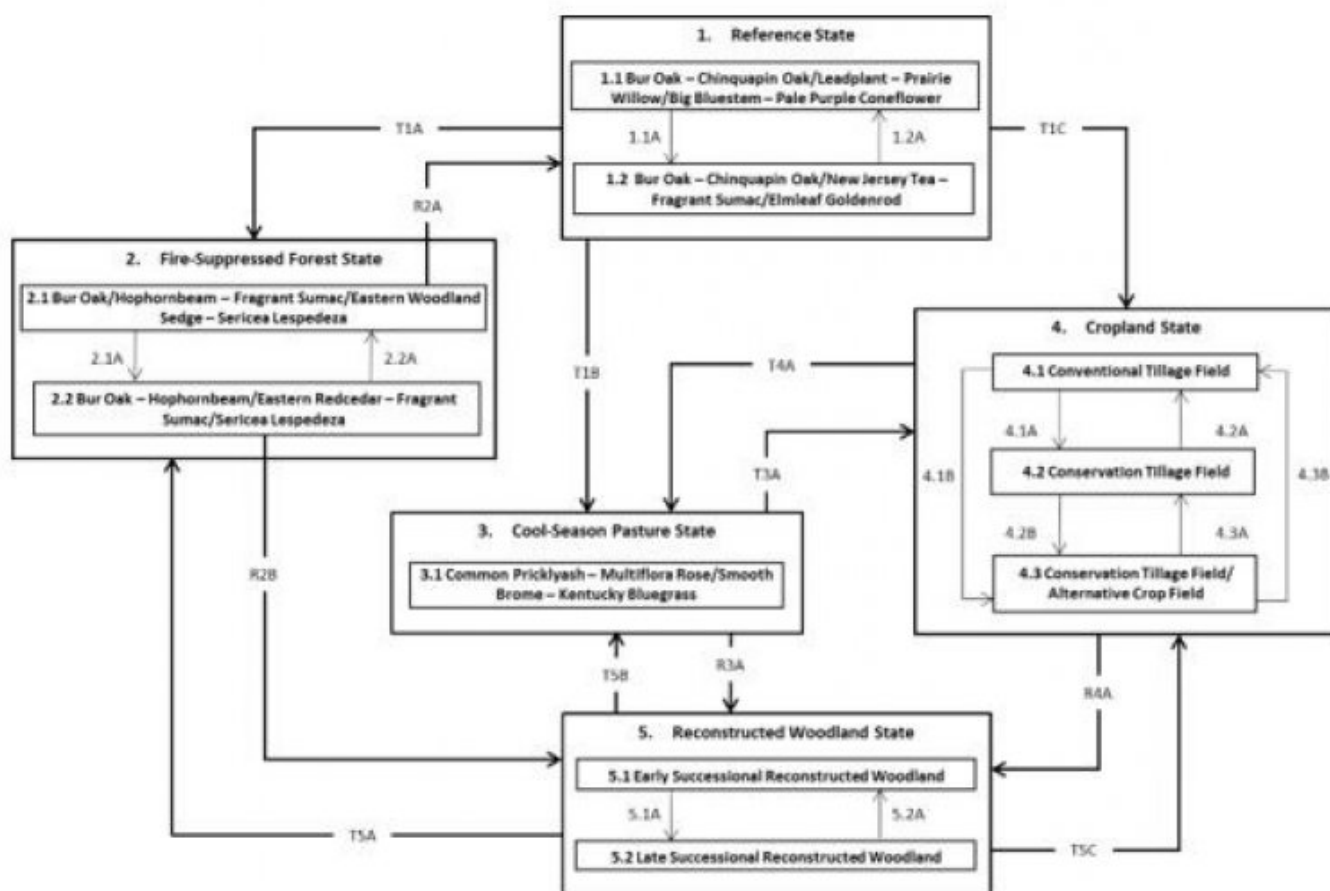 1. Reference State
1.1 Bur Oak – Chinquapin Oak/Leadplant – Prairie
Willow/Big Bluestem – Pale Purple Coneflower
T1A
1.1A
1.2A
T1C
1.2 Bur Oak – Chinquapin Oak/New Jersey Tea –
Fragrant Sumac/Elmleaf Goldenrod
R2A
2. Fire-Suppressed Forest State
2.1 Bur Oak/Hophornbeam – Fragrant Sumac/Eastern Woodland
Sedge – Sericea Lespedeza
2.1A
2.2A
2.2 Bur Oak – Hophornbeam/Eastern Redcedar – Fragrant
Sumac/Sericea Lespedeza
T1B
T4A
T3A
4. Cropland State
4.1 Conventional Tillage Field
4.1A
4.2A
4.1B
4.3B
4.2 Conservation Tillage Field
4.2B
4.3A
4.3 Conservation Tillage Field/
Alternative Crop Field
3. Cool-Season Pasture State
3.1 Common Pricklyash – Multiflora Rose/Smooth
Brome – Kentucky Bluegrass
R2B
T5B
R3A
R4A
5. Reconstructed Woodland State
5.1 Early Successional Reconstructed Woodland
5.1A
5.2A
5.2 Late Successional Reconstructed Woodland
T5A
T5C